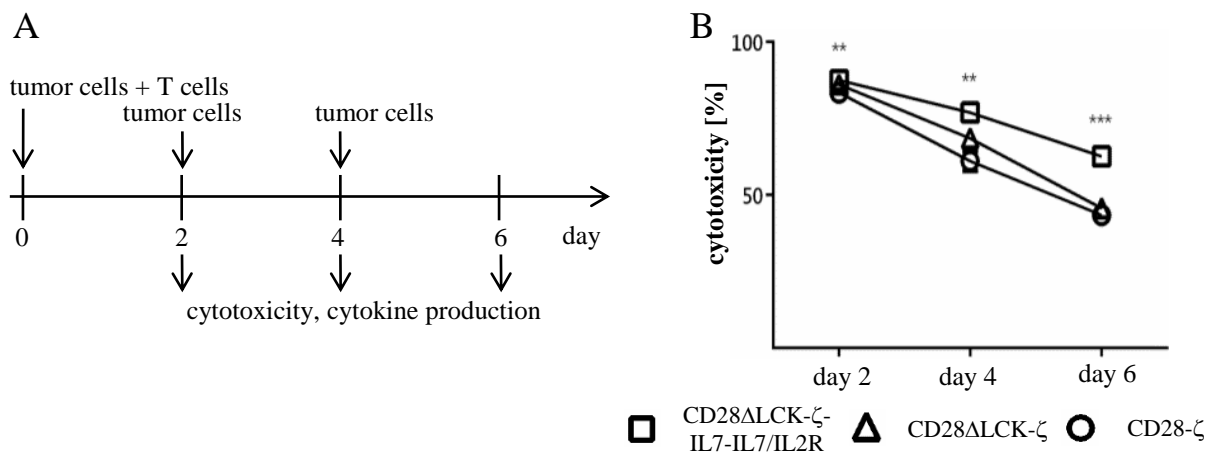 A
tumor cells + T cells
tumor cells
tumor cells
0
2
4
6
day
cytotoxicity, cytokine production
B
100
50
cytotoxicity [%]
**
**
***
day 2
day 4
day 6
CD28ΔLCK-ζ-
IL7-IL7/IL2R
CD28ΔLCK-ζ
CD28-ζ